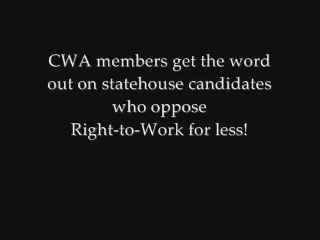 CWA members get the word
out on statehouse candidates
who oppose
Right-to-Work for less!